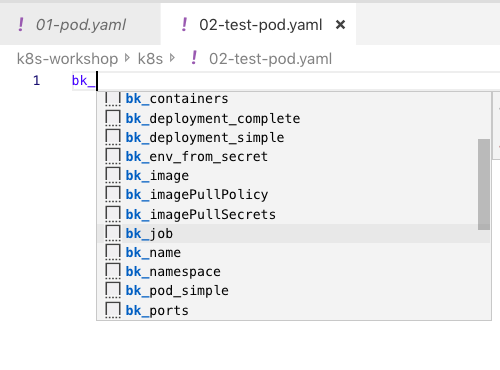 ! 01-pod.yaml ! 02-test-pod.yaml ×
k8s-workshop > k8s > ! 02-test-pod.yaml
1 bk_
bk_containers
bk_deployment_complete
bk_deployment_simple
bk_env_from_secret
bk_image
bk_imagePullPolicy
bk_imagePullSecrets
bk_job
bk_name
bk_namespace
bk_pod_simple
bk_ports